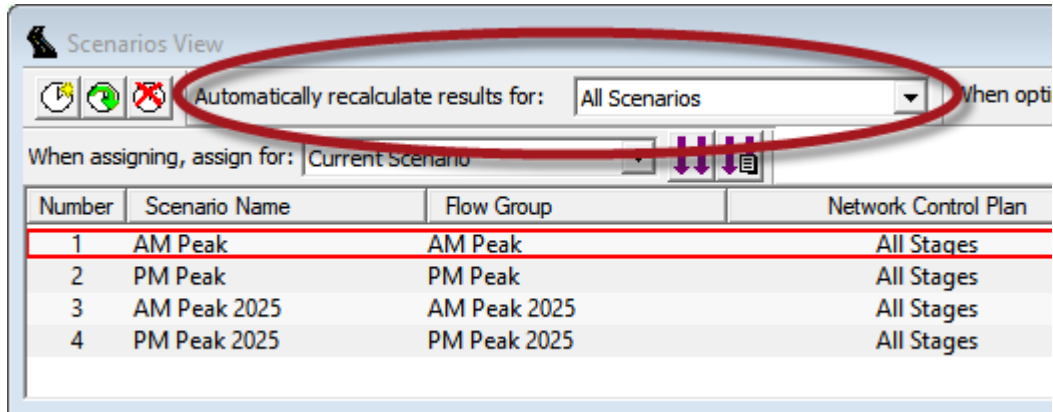 Scenarios View
Automatically recalculate results for: All Scenarios When opti
When assigning, assign for: Current Scenario
Number Scenario Name Flow Group Network Control Plan
1 AM Peak AM Peak All Stages
2 PM Peak PM Peak All Stages
3 AM Peak 2025 AM Peak 2025 All Stages
4 PM Peak 2025 PM Peak 2025 All Stages